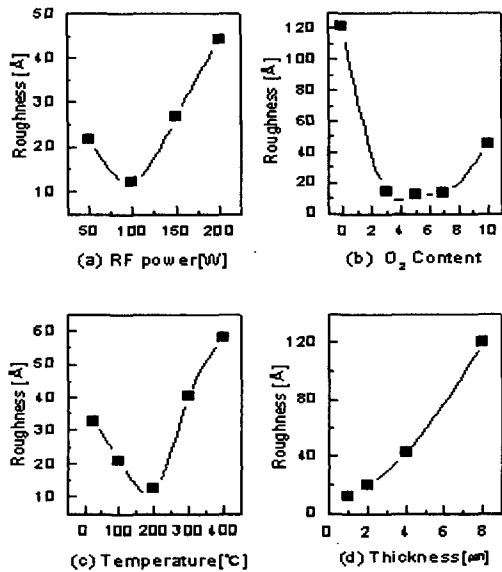 50
40
30
20
10
Roughness [Å]
50 100 150 200
(a) RF power[W]
120
100
80
60
40
20
0
Roughness [Å]
0 2 4 6 8 10
(b) O₂ Content
60
50
40
30
20
10
Roughness [Å]
0 100 200 300 400
(c) Temperature[℃]
120
80
40
0
Roughness [Å]
2 4 6 8
(d) Thickness[㎛]